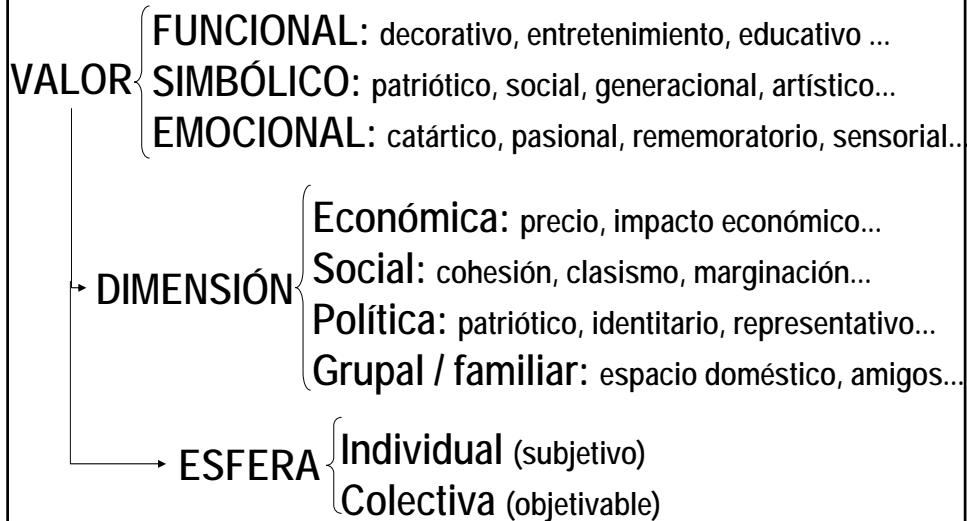 FUNCIONAL: decorativo, entretenimiento, educativo ...
VALOR SIMBÓLICO: patriótico, social, generacional, artístico...
EMOCIONAL: catártico, pasional, rememoratorio, sensorial...
Económica: precio, impacto económico...
Social: cohesión, clasismo, marginación...
DIMENSIÓN
Política: patriótico, identitario, representativo...
Grupal / familiar: espacio doméstico, amigos...
Individual (subjetivo)
ESFERA
Colectiva (objetivable)